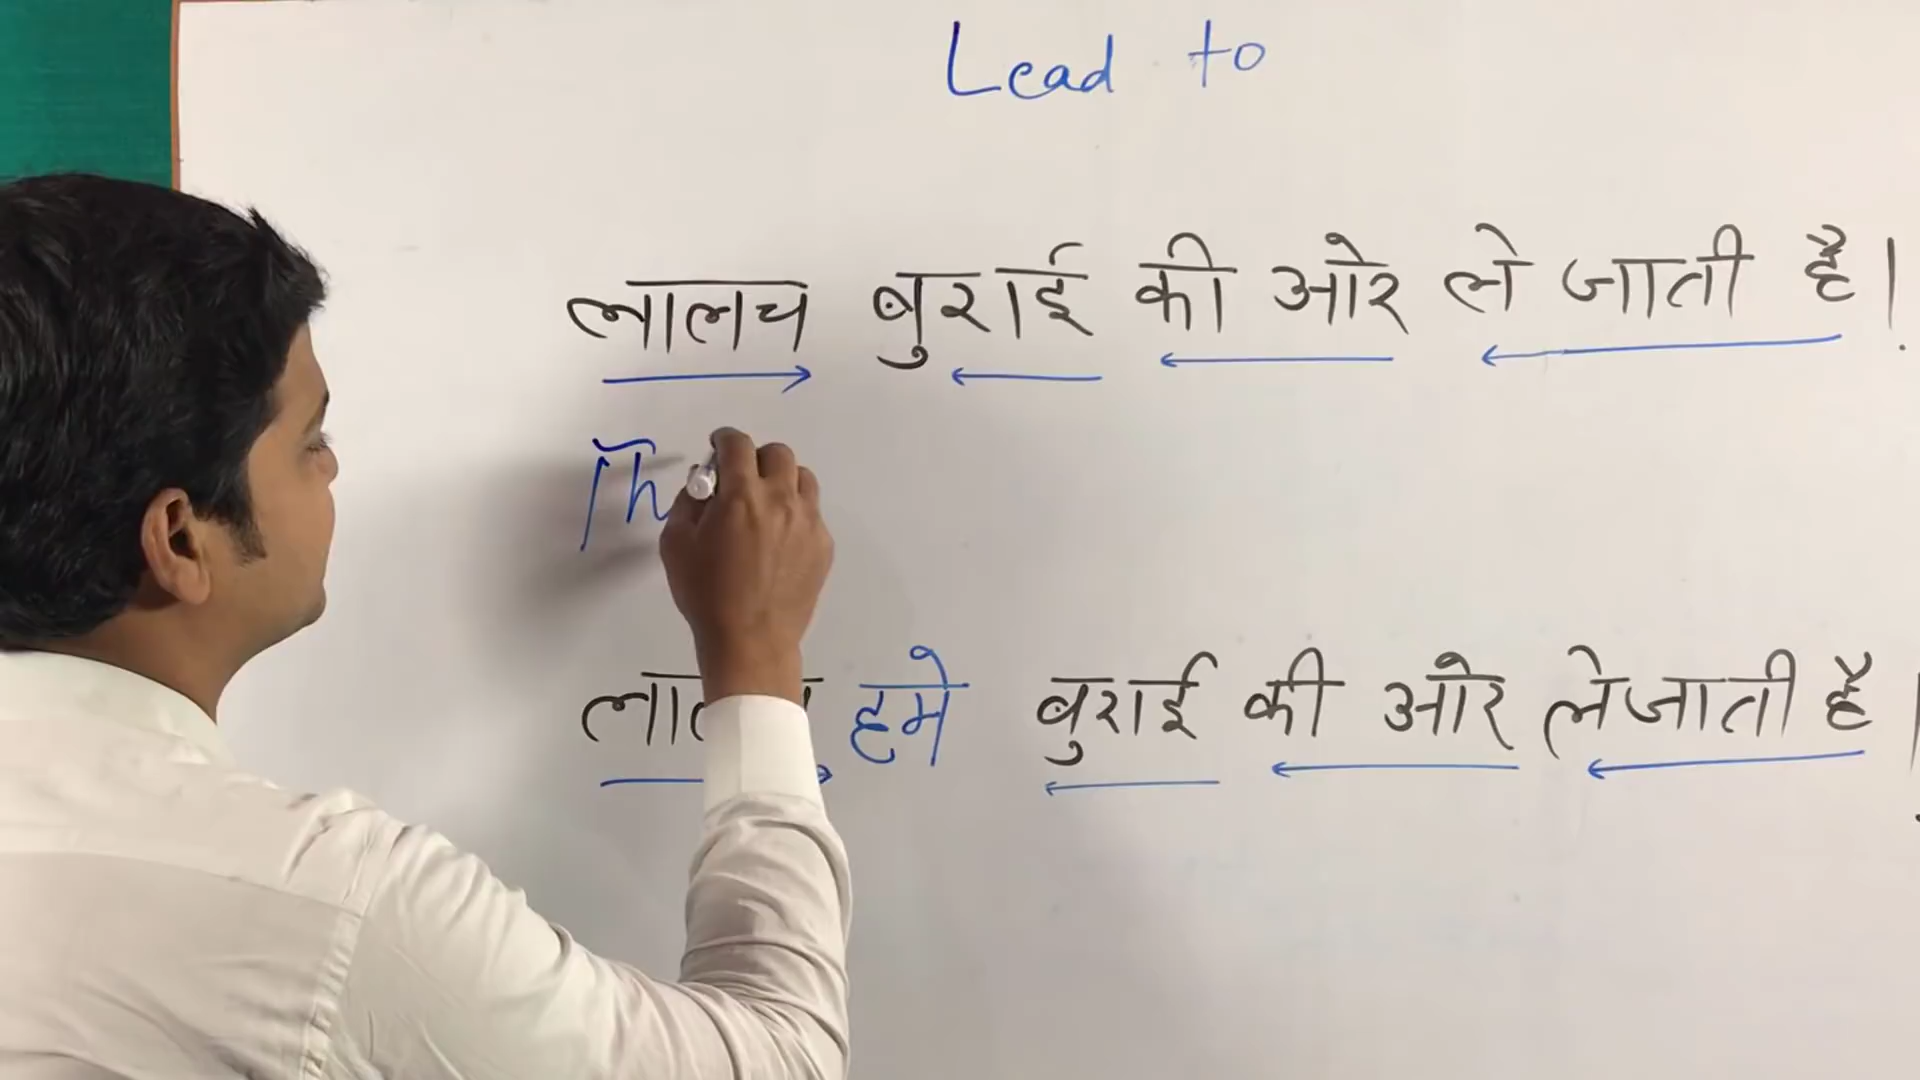 Lead to
लालच बुराई की ओर ले जाती है।
Th
हमे बुराई की ओर ले जाती है।